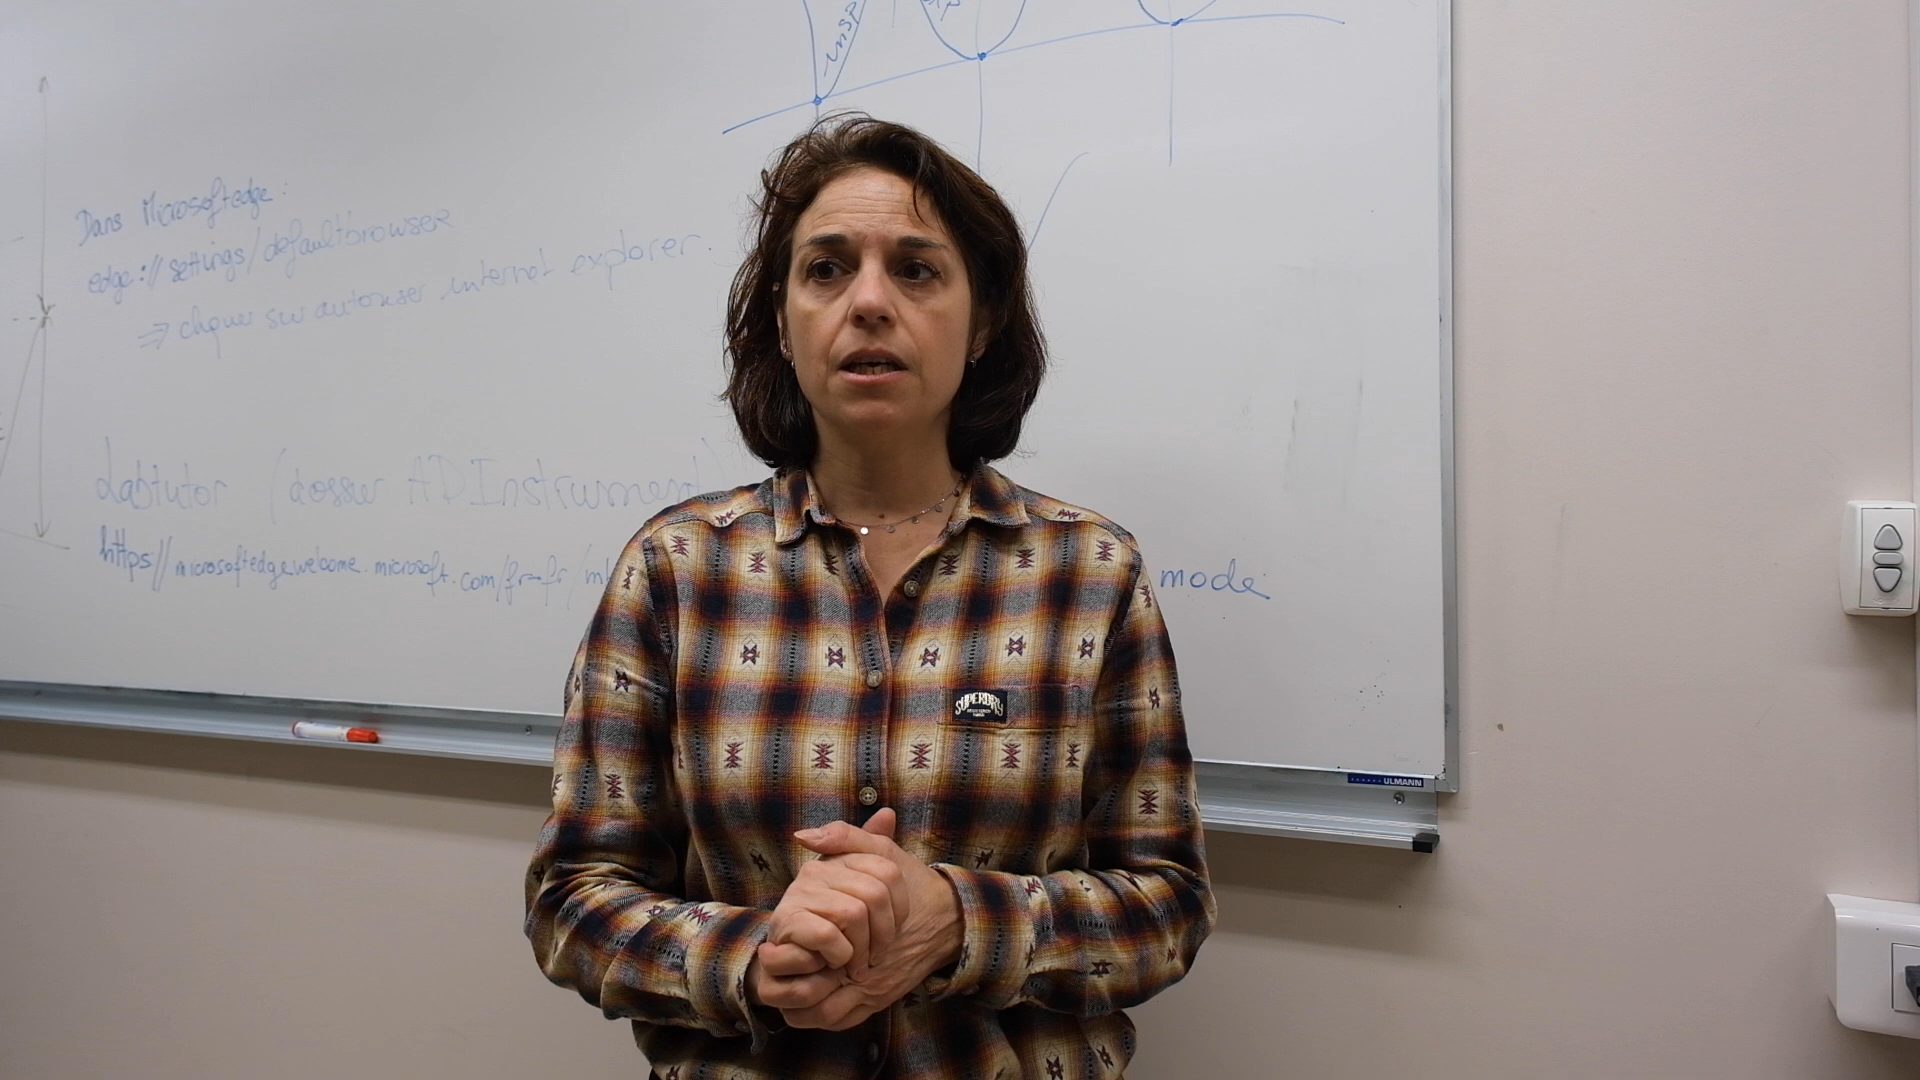 insp
Dans Microsoftedge:
edge://settings/defaultbrowser
⇒ cliquer sur autoriser internet explorer
Labtutor (dossier ADInstrument)
https//microsoftedgewelcome.microsoft.com/fr-fr/ mode
SUPERDRY
ULMANN